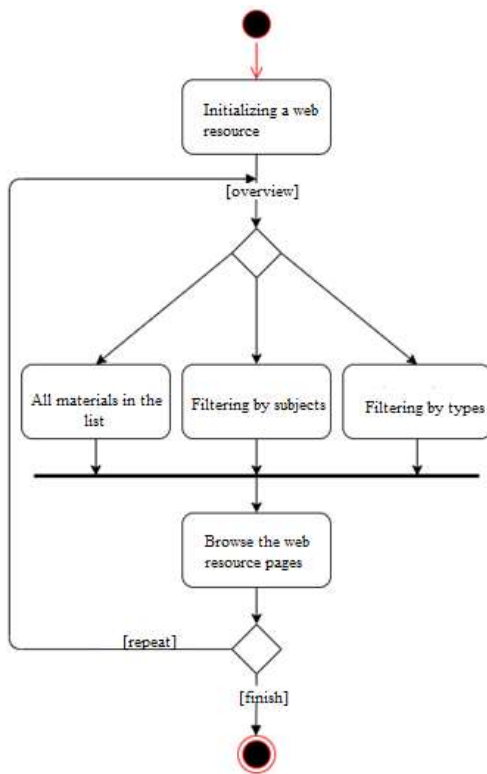 Initializing a web
resource
[overview]
All materials in the
list
Filtering by subjects
Filtering by types
Browse the web
resource pages
[repeat]
[finish]